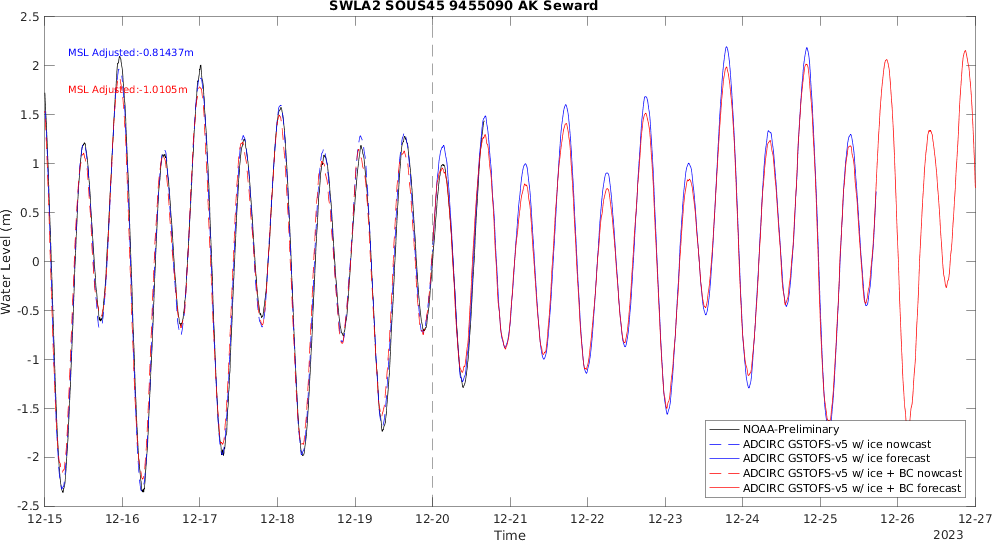 SWLA2 SOUS45 9455090 AK Seward
2.5
2
1.5
1
0.5
0
-0.5
-1
-1.5
-2
-2.5
Water Level (m)
MSL Adjusted:-0.81437m
MSL Adjusted:-1.0105m
NOAA-Preliminary
ADCIRC GSTOFS-v5 w/ ice nowcast
ADCIRC GSTOFS-v5 w/ ice forecast
ADCIRC GSTOFS-v5 w/ ice + BC nowcast
ADCIRC GSTOFS-v5 w/ ice + BC forecast
12-15 12-16 12-17 12-18 12-19 12-20 12-21 12-22 12-23 12-24 12-25 12-26 12-27
Time
2023